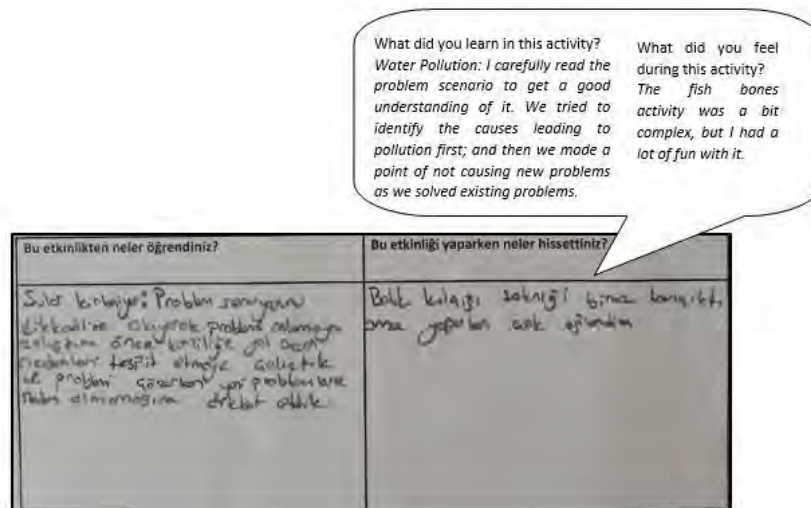 What did you learn in this activity?
Water Pollution: I carefully read the
problem scenario to get a good
understanding of it. We tried to
identify the causes leading to
pollution first; and then we made a
point of not causing new problems
as we solved existing problems.
What did you feel
during this activity?
The fish bones
activity was a bit
complex, but I had a
lot of fun with it.
Bu etkinlikten neler öğrendiniz?
Sular kirleniyor: Problem senaryosunu
dikkatlice okuyarak problemi anlamaya
çalıştım önce kirliliğe yol açan
nedenleri tespit etmeye çalıştık
ve problemi çözerken yeni problemlere
neden olmamasına dikkat ettik.
Bu etkinliği yaparken neler hissettiniz?
Balık kılçığı tekniği biraz karışıktı,
ama yaparken çok eğlendim